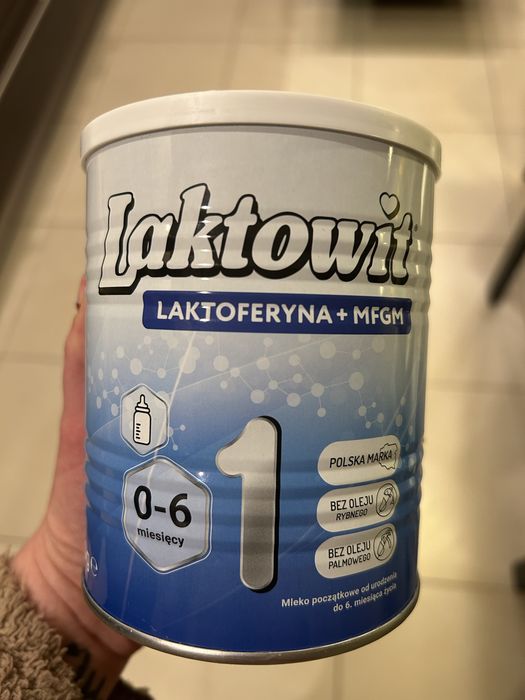 Laktowit
LAKTOFERYNA + MFGM
1
0-6
miesięcy
POLSKA MARKA
BEZ OLEJU
RYBNEGO
BEZ OLEJU
PALMOWEGO
Mleko początkowe od urodzenia
do 6. miesiąca życia